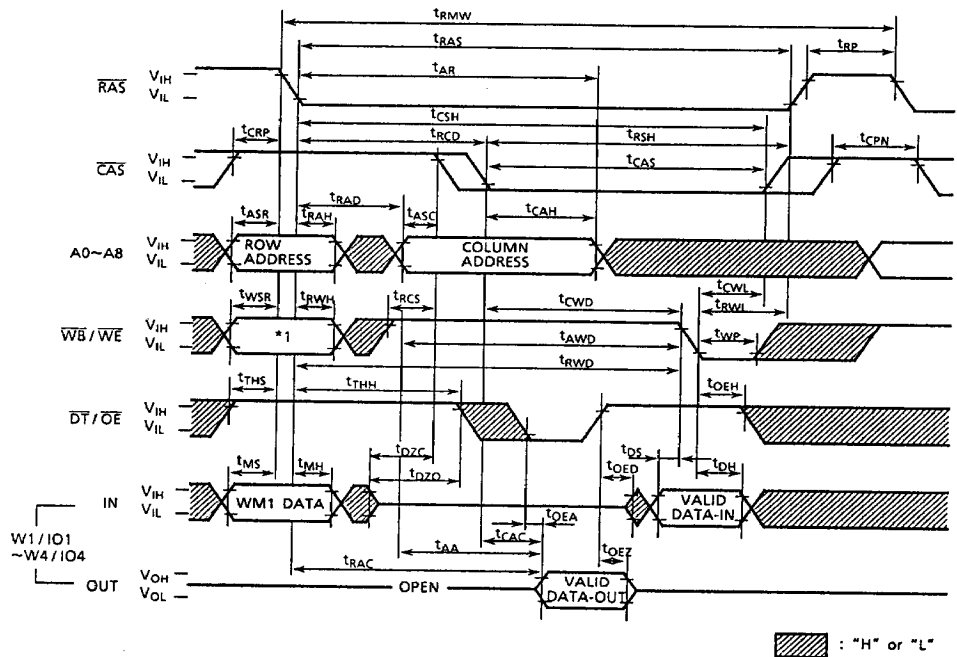 tRMW
tRAS
tRP
tAR
RAS
VIH
VIL
tCSH
tCRP
tRCD
tRSH
tCPN
CAS
VIH
VIL
tCAS
tRAD
tASR
tRAH
tASC
tCAH
A0~A8
VIH
VIL
ROW
ADDRESS
COLUMN
ADDRESS
tCWL
tWSR
tRWH
tRCS
tCWD
tRWL
WB/WE
VIH
VIL
*1
tAWD
tWP
tRWD
tTHS
tTHH
tOEH
DT/OE
VIH
VIL
tDS
tMS
tMH
tDZC
tDZO
tOED
tDH
IN
VIH
VIL
WM1 DATA
VALID
DATA-IN
W1/IO1
~W4/IO4
tOEA
tCAC
tAA
tOEZ
tRAC
OUT
VOH
VOL
OPEN
VALID
DATA-OUT
: "H" or "L"